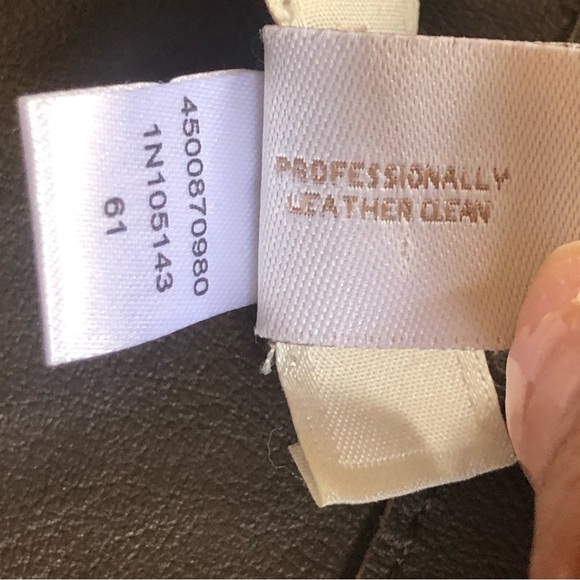 4500870980
1N105143
61
PROFESSIONALLY
LEATHER CLEAN